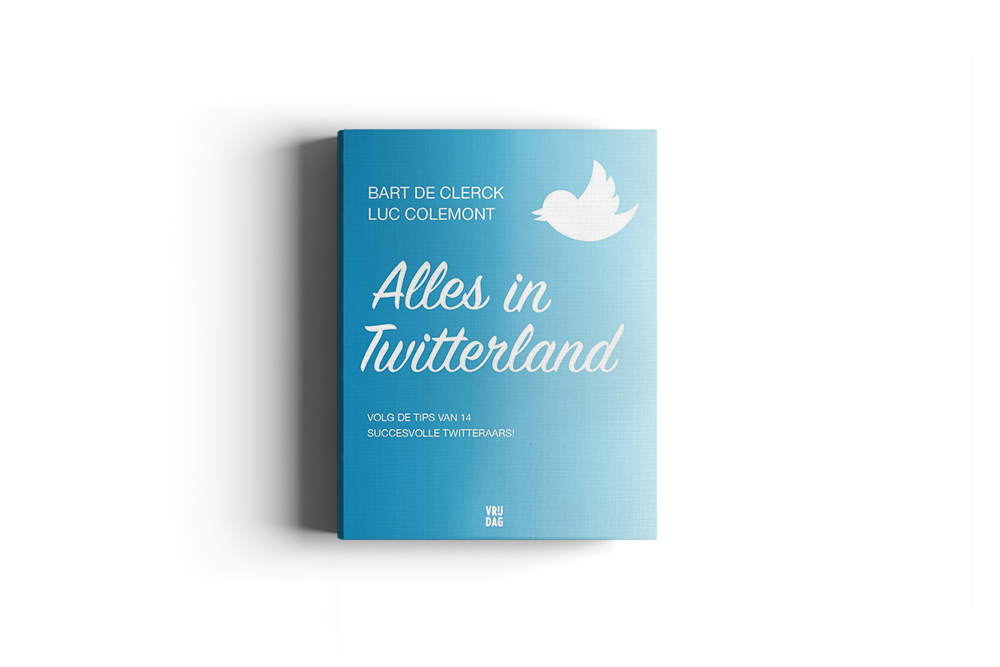 BART DE CLERCK
LUC COLEMONT
Alles in
Twitterland
VOLG DE TIPS VAN 14
SUCCESVOLLE TWITTERAARS!
VRIJ
DAG